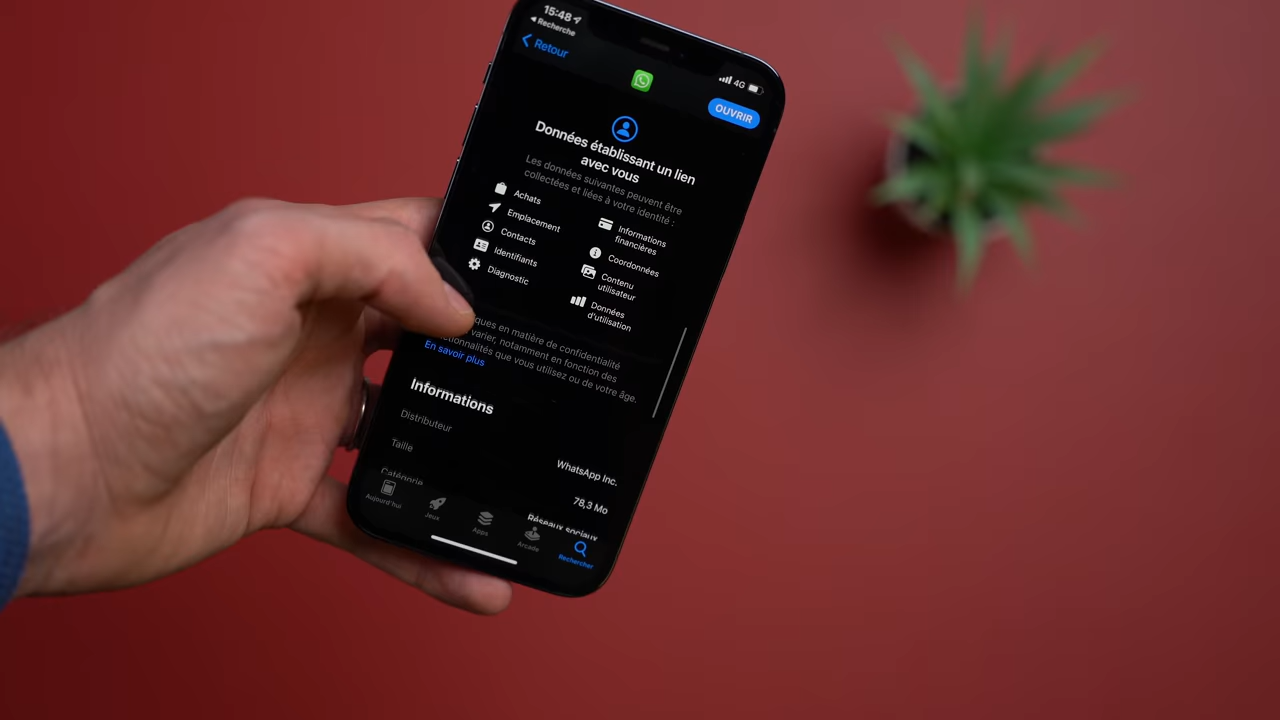 15:48
Recherche
Retour
4G
OUVRIR
Données établissant un lien
avec vous
Les données suivantes peuvent être
collectées et liées à votre identité :
Achats
Emplacement
Contacts
Identifiants
Diagnostic
Informations
financières
Coordonnées
Contenu
utilisateur
Données
d'utilisation
en matière de confidentialité
varier, notamment en fonction des
que vous utilisez ou de votre âge.
En savoir plus
Informations
Distributeur
WhatsApp Inc.
Taille
78,3 Mo
Catégorie
Réseaux sociaux
Aujourd'hui
Jeux
Apps
Arcade
Rechercher